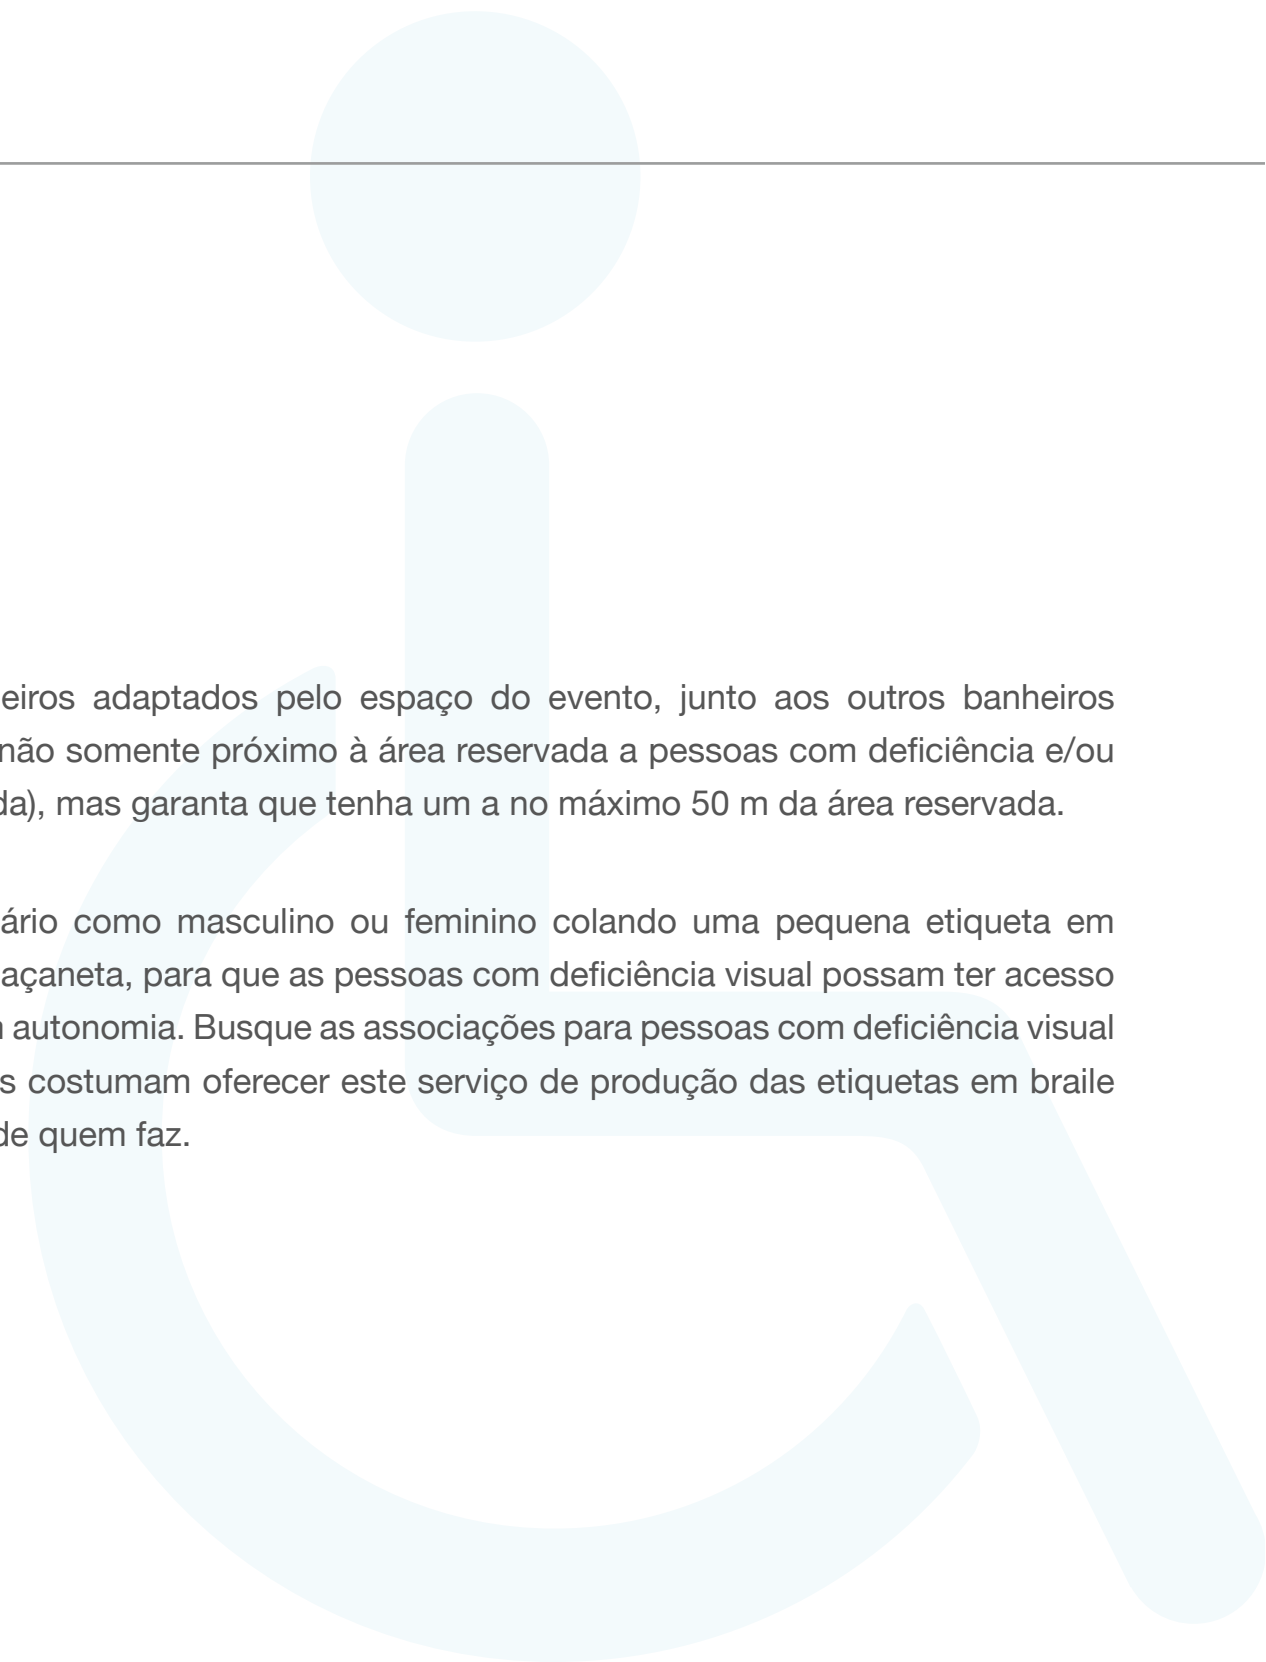 eiros adaptados pelo espaço do evento, junto aos outros banheiros
não somente próximo à área reservada a pessoas com deficiência e/ou
da), mas garanta que tenha um a no máximo 50 m da área reservada.
ário como masculino ou feminino colando uma pequena etiqueta em
açaneta, para que as pessoas com deficiência visual possam ter acesso
autonomia. Busque as associações para pessoas com deficiência visual
s costumam oferecer este serviço de produção das etiquetas em braile
de quem faz.